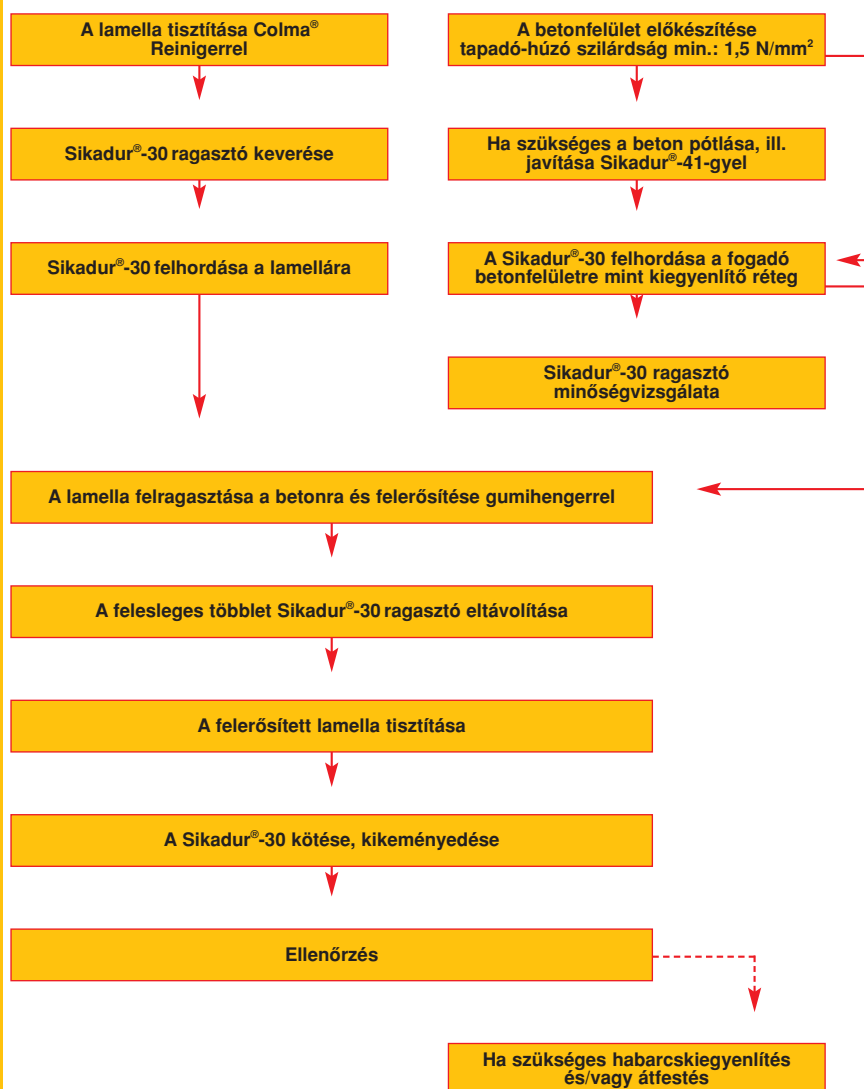 A lamella tisztítása Colma®
Reinigerrel
A betonfelület előkészítése
tapadó-húzó szilárdság min.: 1,5 N/mm²
Sikadur®-30 ragasztó keverése
Ha szükséges a beton pótlása, ill.
javítása Sikadur®-41-gyel
Sikadur®-30 felhordása a lamellára
A Sikadur®-30 felhordása a fogadó
betonfelületre mint kiegyenlítő réteg
Sikadur®-30 ragasztó
minőségvizsgálata
A lamella felragasztása a betonra és felerősítése gumihengerrel
A felesleges többlet Sikadur®-30 ragasztó eltávolítása
A felerősített lamella tisztítása
A Sikadur®-30 kötése, kikeményedése
Ellenőrzés
Ha szükséges habarcskiegyenlítés
és/vagy átfestés